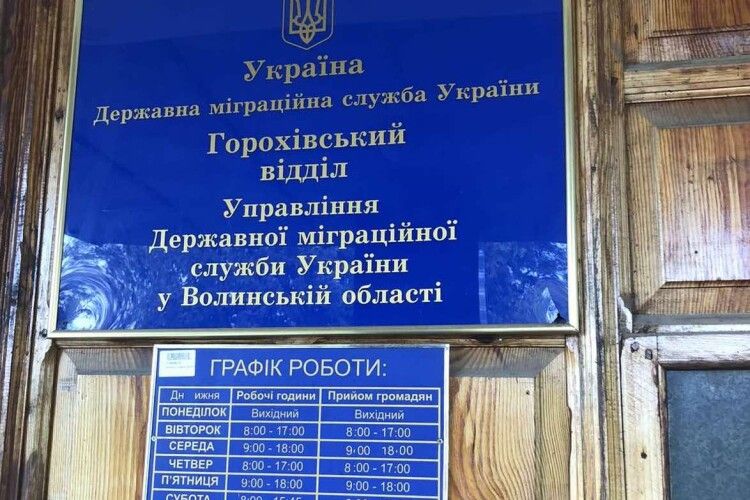 Україна
Державна міграційна служба України
Горохівський
відділ
Управління
Державної міграційної
служби України
у Волинській області
ГРАФІК РОБОТИ:
Дн ижня Робочі години Прийом громадян
ПОНЕДІЛОК Вихідний Вихідний
ВІВТОРОК 8:00 - 17:00 8:00 - 17:00
СЕРЕДА 9:00 - 18:00 9:00 18:00
ЧЕТВЕР 8:00 - 17:00 8:00 - 17:00
П'ЯТНИЦЯ 9:00 - 18:00 9:00 - 18:00
СУБОТА